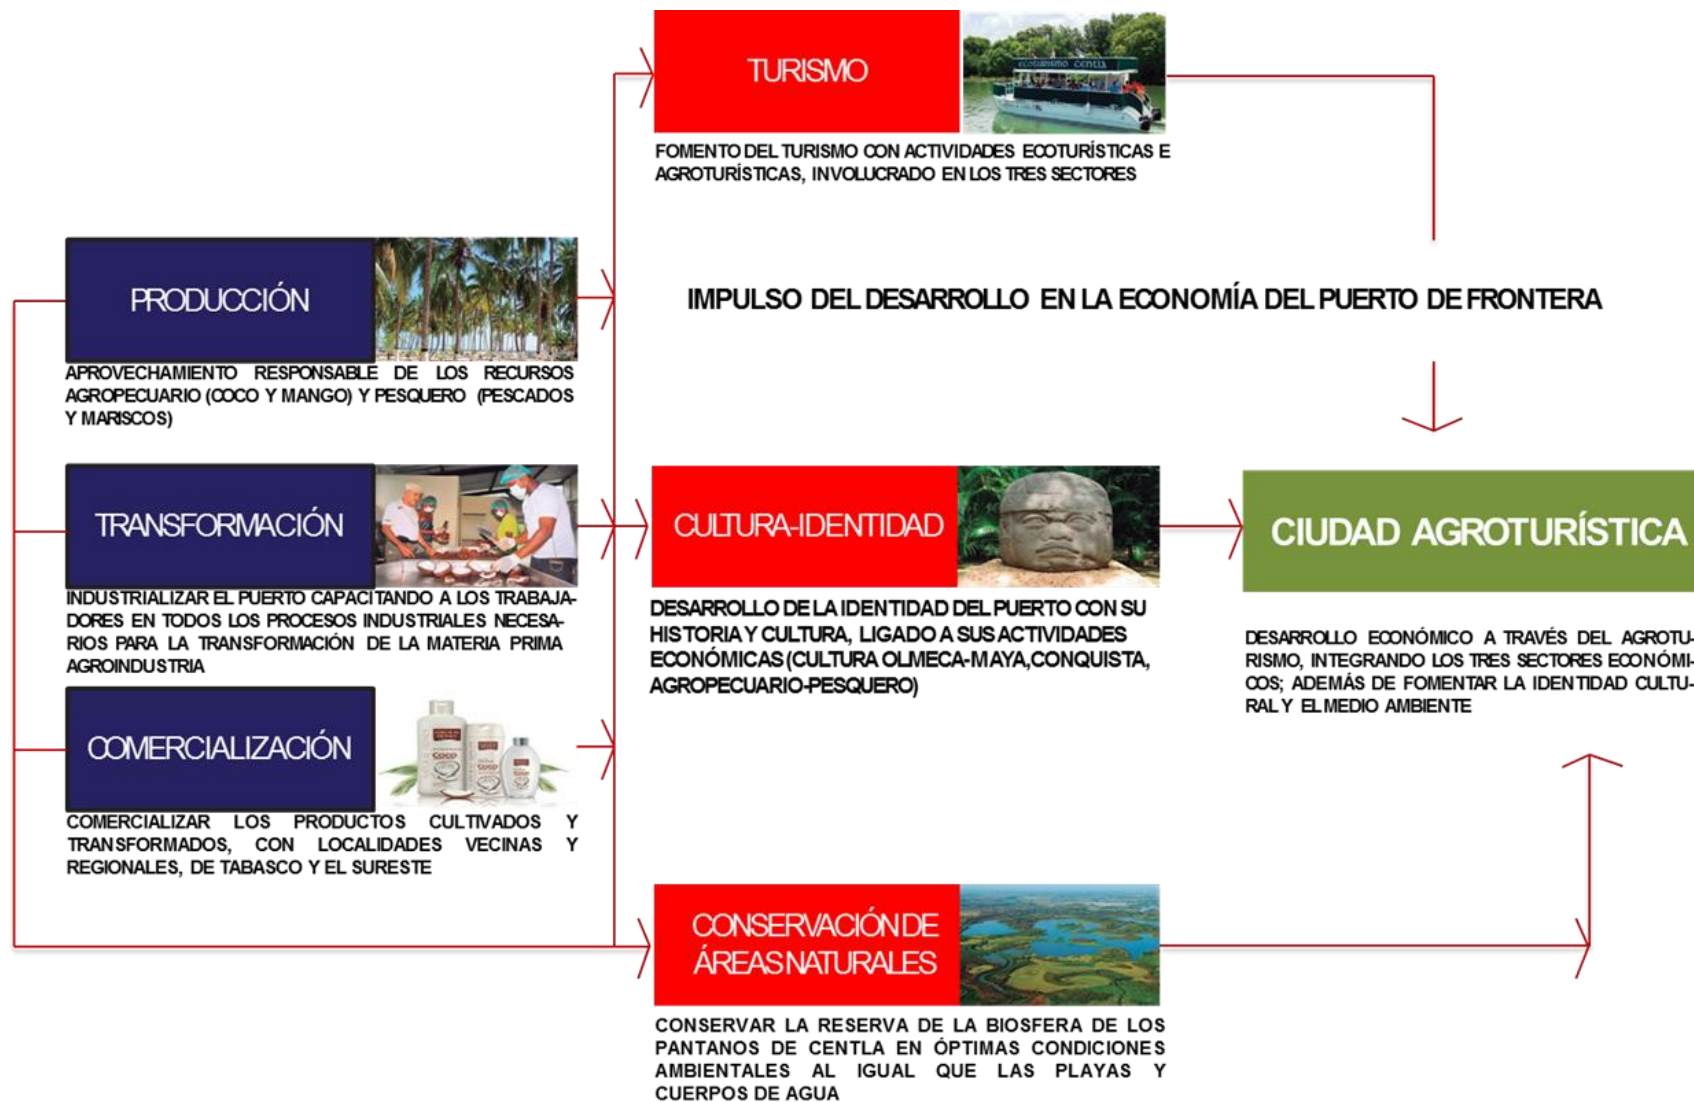 TURISMO
ecoturismo centla
FOMENTO DEL TURISMO CON ACTIVIDADES ECOTURÍSTICAS E
AGROTURÍSTICAS, INVOLUCRADO EN LOS TRES SECTORES
PRODUCCIÓN
APROVECHAMIENTO RESPONSABLE DE LOS RECURSOS
AGROPECUARIO (COCO Y MANGO) Y PESQUERO (PESCADOS
Y MARISCOS)
IMPULSO DEL DESARROLLO EN LA ECONOMÍA DEL PUERTO DE FRONTERA
TRANSFORMACIÓN
INDUSTRIALIZAR EL PUERTO CAPACITANDO A LOS TRABAJA-
DORES EN TODOS LOS PROCESOS INDUSTRIALES NECESA-
RIOS PARA LA TRANSFORMACIÓN DE LA MATERIA PRIMA
AGROINDUSTRIA
CULTURA-IDENTIDAD
DESARROLLO DE LA IDENTIDAD DEL PUERTO CON SU
HISTORIA Y CULTURA, LIGADO A SUS ACTIVIDADES
ECONÓMICAS (CULTURA OLMECA-MAYA,CONQUISTA,
AGROPECUARIO-PESQUERO)
CIUDAD AGROTURÍSTICA
DESARROLLO ECONÓMICO A TRAVÉS DEL AGROTU-
RISMO, INTEGRANDO LOS TRES SECTORES ECONÓMI-
COS; ADEMÁS DE FOMENTAR LA IDENTIDAD CULTU-
RAL Y EL MEDIO AMBIENTE
COMERCIALIZACIÓN
COCO
COMERCIALIZAR LOS PRODUCTOS CULTIVADOS Y
TRANSFORMADOS, CON LOCALIDADES VECINAS Y
REGIONALES, DE TABASCO Y EL SURESTE
CONSERVACIÓN DE
ÁREAS NATURALES
CONSERVAR LA RESERVA DE LA BIOSFERA DE LOS
PANTANOS DE CENTLA EN ÓPTIMAS CONDICIONES
AMBIENTALES AL IGUAL QUE LAS PLAYAS Y
CUERPOS DE AGUA